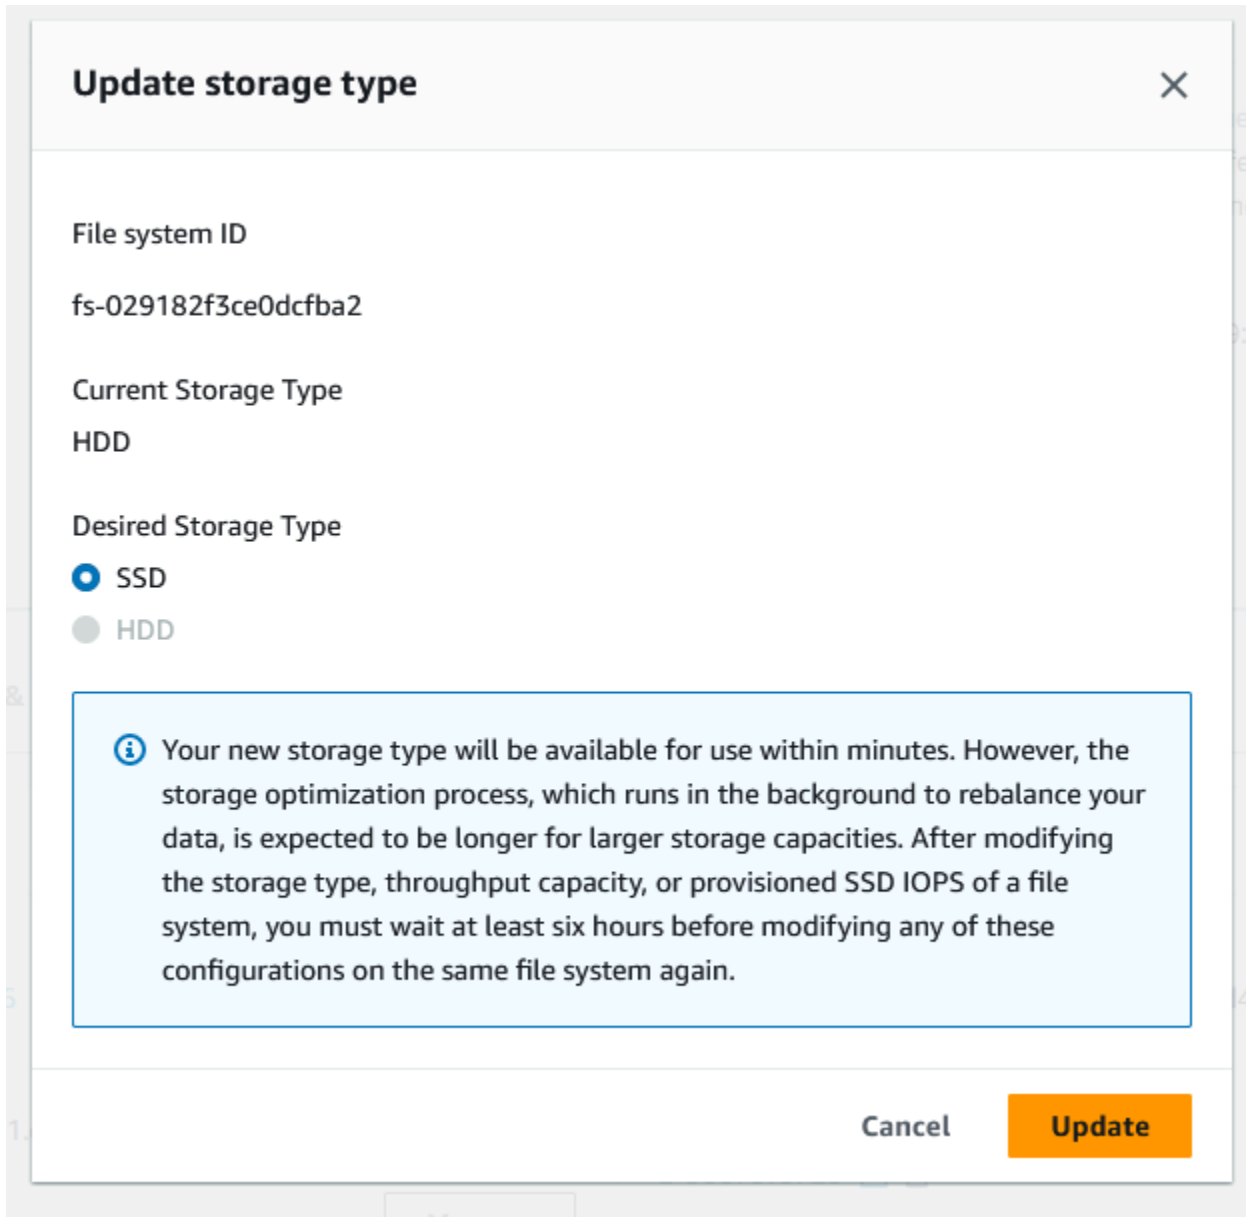 Update storage type
File system ID
fs-029182f3ce0dcfba2
Current Storage Type
HDD
Desired Storage Type
SSD
HDD
Your new storage type will be available for use within minutes. However, the
storage optimization process, which runs in the background to rebalance your
data, is expected to be longer for larger storage capacities. After modifying
the storage type, throughput capacity, or provisioned SSD IOPS of a file
system, you must wait at least six hours before modifying any of these
configurations on the same file system again.
Cancel
Update